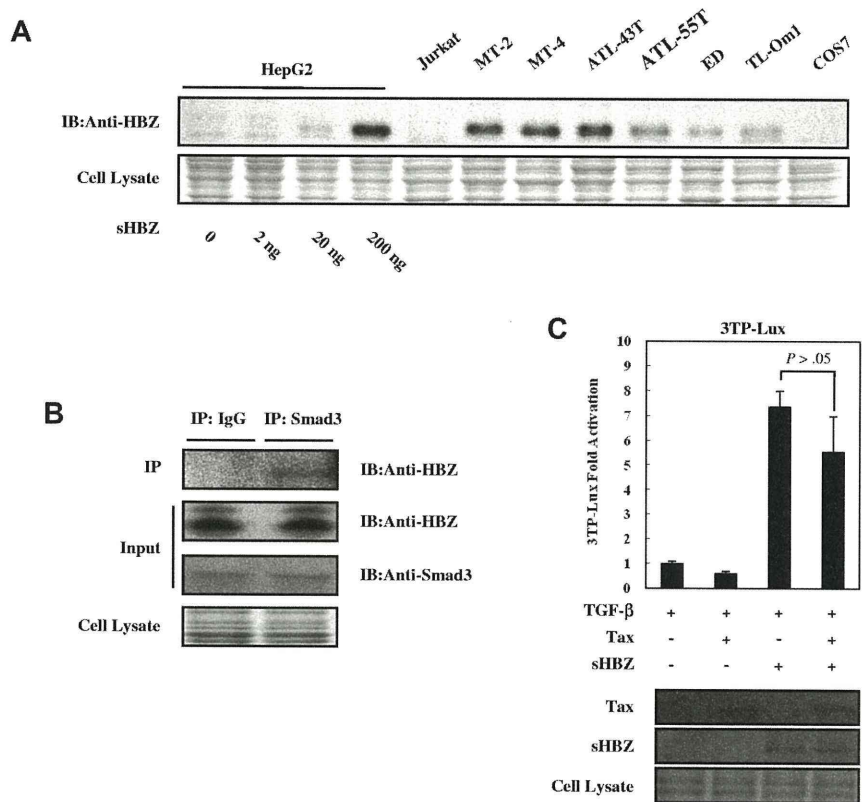 A
HepG2
Jurkat
MT-2
MT-4
ATL-43T
ATL-55T
ED
TL-Om1
COS7
IB:Anti-HBZ
Cell Lysate
sHBZ
0
2 ng
20 ng
200 ng
B
IP: IgG IP: Smad3
IP
IB:Anti-HBZ
Input
IB:Anti-HBZ
IB:Anti-Smad3
Cell Lysate
C
3TP-Lux
3TP-Lux Fold Activation
10
9
8
7
6
5
4
3
2
1
0
P > .05
TGF-β + + + +
Tax - + - +
sHBZ - - + +
Tax
sHBZ
Cell Lysate